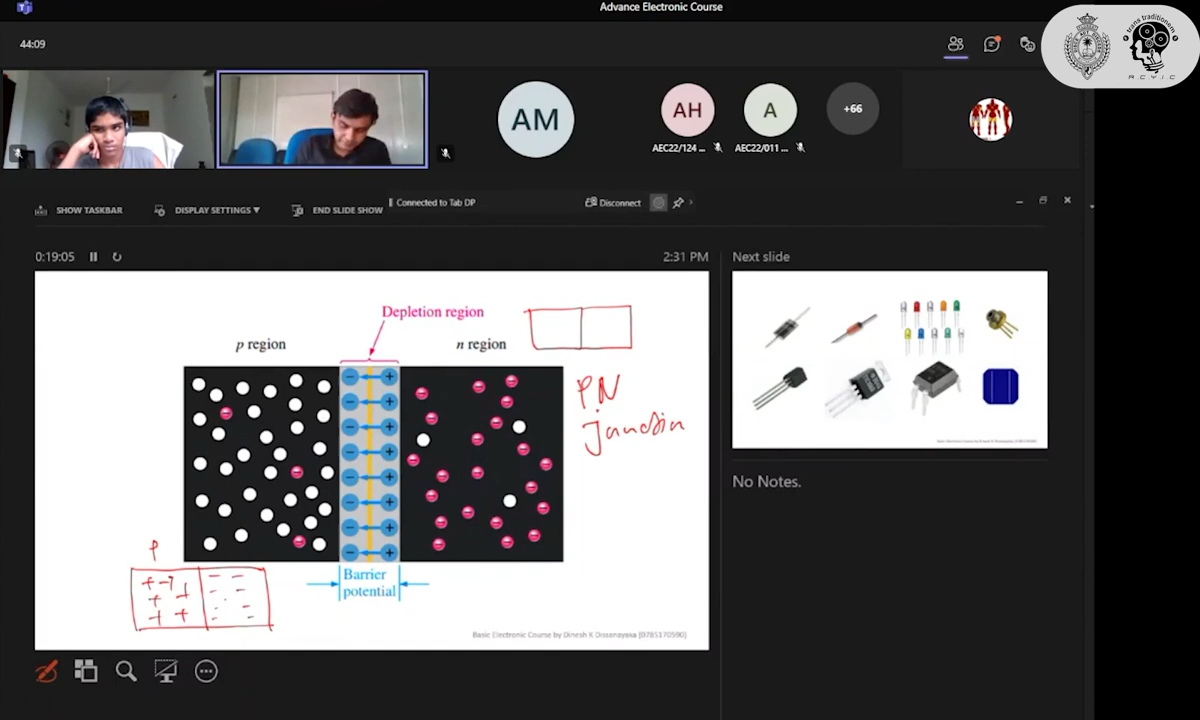 Advance Electronic Course
44:09
AM
AH
A
+66
AEC22/124 ...
AEC22/011 ...
A.C.Y.I.C
SHOW TASKBAR
DISPLAY SETTINGS ▼
END SLIDE SHOW
Connected to Tab DP
Disconnect
0:19:05
2:31 PM
Next slide
Depletion region
p region
n region
PN
Junction
P
+ - + - -
+ + - -
+ + - -
Barrier
potential
Basic Electronic Course by Dinesh K Dissanayaka (0785170590)
No Notes.